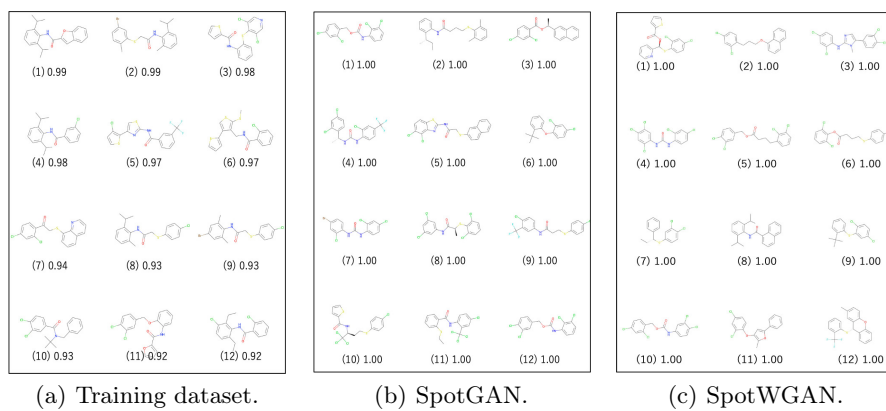 (1) 0.99 (2) 0.99 (3) 0.98
(4) 0.98 (5) 0.97 (6) 0.97
(7) 0.94 (8) 0.93 (9) 0.93
(10) 0.93 (11) 0.92 (12) 0.92
(a) Training dataset.
(1) 1.00 (2) 1.00 (3) 1.00
(4) 1.00 (5) 1.00 (6) 1.00
(7) 1.00 (8) 1.00 (9) 1.00
(10) 1.00 (11) 1.00 (12) 1.00
(b) SpotGAN.
(1) 1.00 (2) 1.00 (3) 1.00
(4) 1.00 (5) 1.00 (6) 1.00
(7) 1.00 (8) 1.00 (9) 1.00
(10) 1.00 (11) 1.00 (12) 1.00
(c) SpotWGAN.